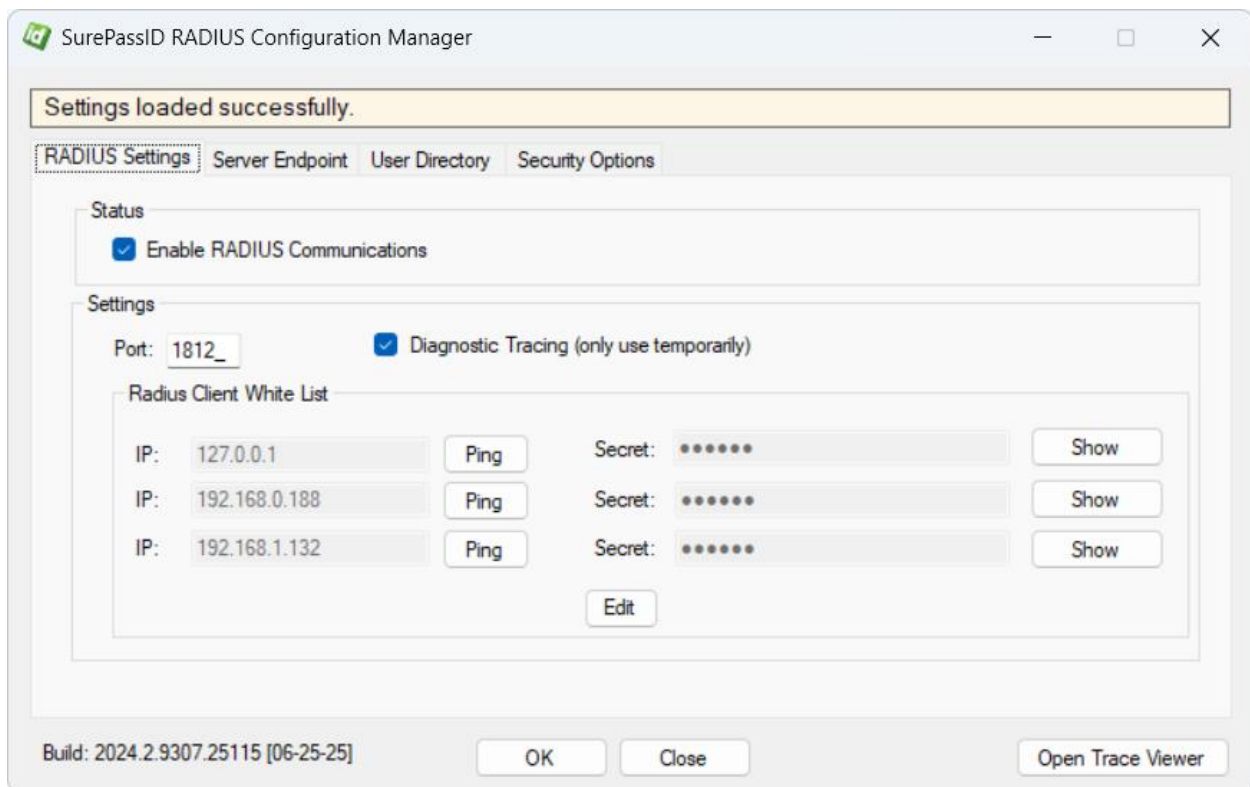 SurePassID RADIUS Configuration Manager
Settings loaded successfully.
RADIUS Settings Server Endpoint User Directory Security Options
Status
Enable RADIUS Communications
Settings
Port: 1812_ Diagnostic Tracing (only use temporarily)
Radius Client White List
IP: 127.0.0.1 Ping Secret: ●●●●●● Show
IP: 192.168.0.188 Ping Secret: ●●●●●● Show
IP: 192.168.1.132 Ping Secret: ●●●●●● Show
Edit
Build: 2024.2.9307.25115 [06-25-25] OK Close Open Trace Viewer